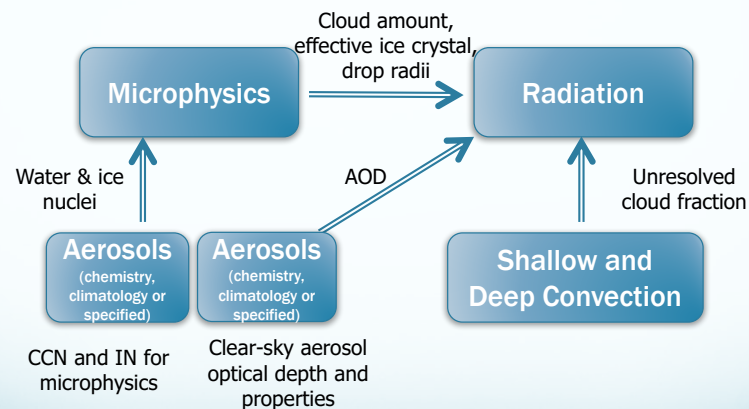 Cloud amount,
effective ice crystal,
drop radii
Microphysics
Radiation
Water & ice
nuclei
AOD
Unresolved
cloud fraction
Aerosols
(chemistry,
climatology or
specified)
Aerosols
(chemistry,
climatology or
specified)
Shallow and
Deep Convection
CCN and IN for
microphysics
Clear-sky aerosol
optical depth and
properties